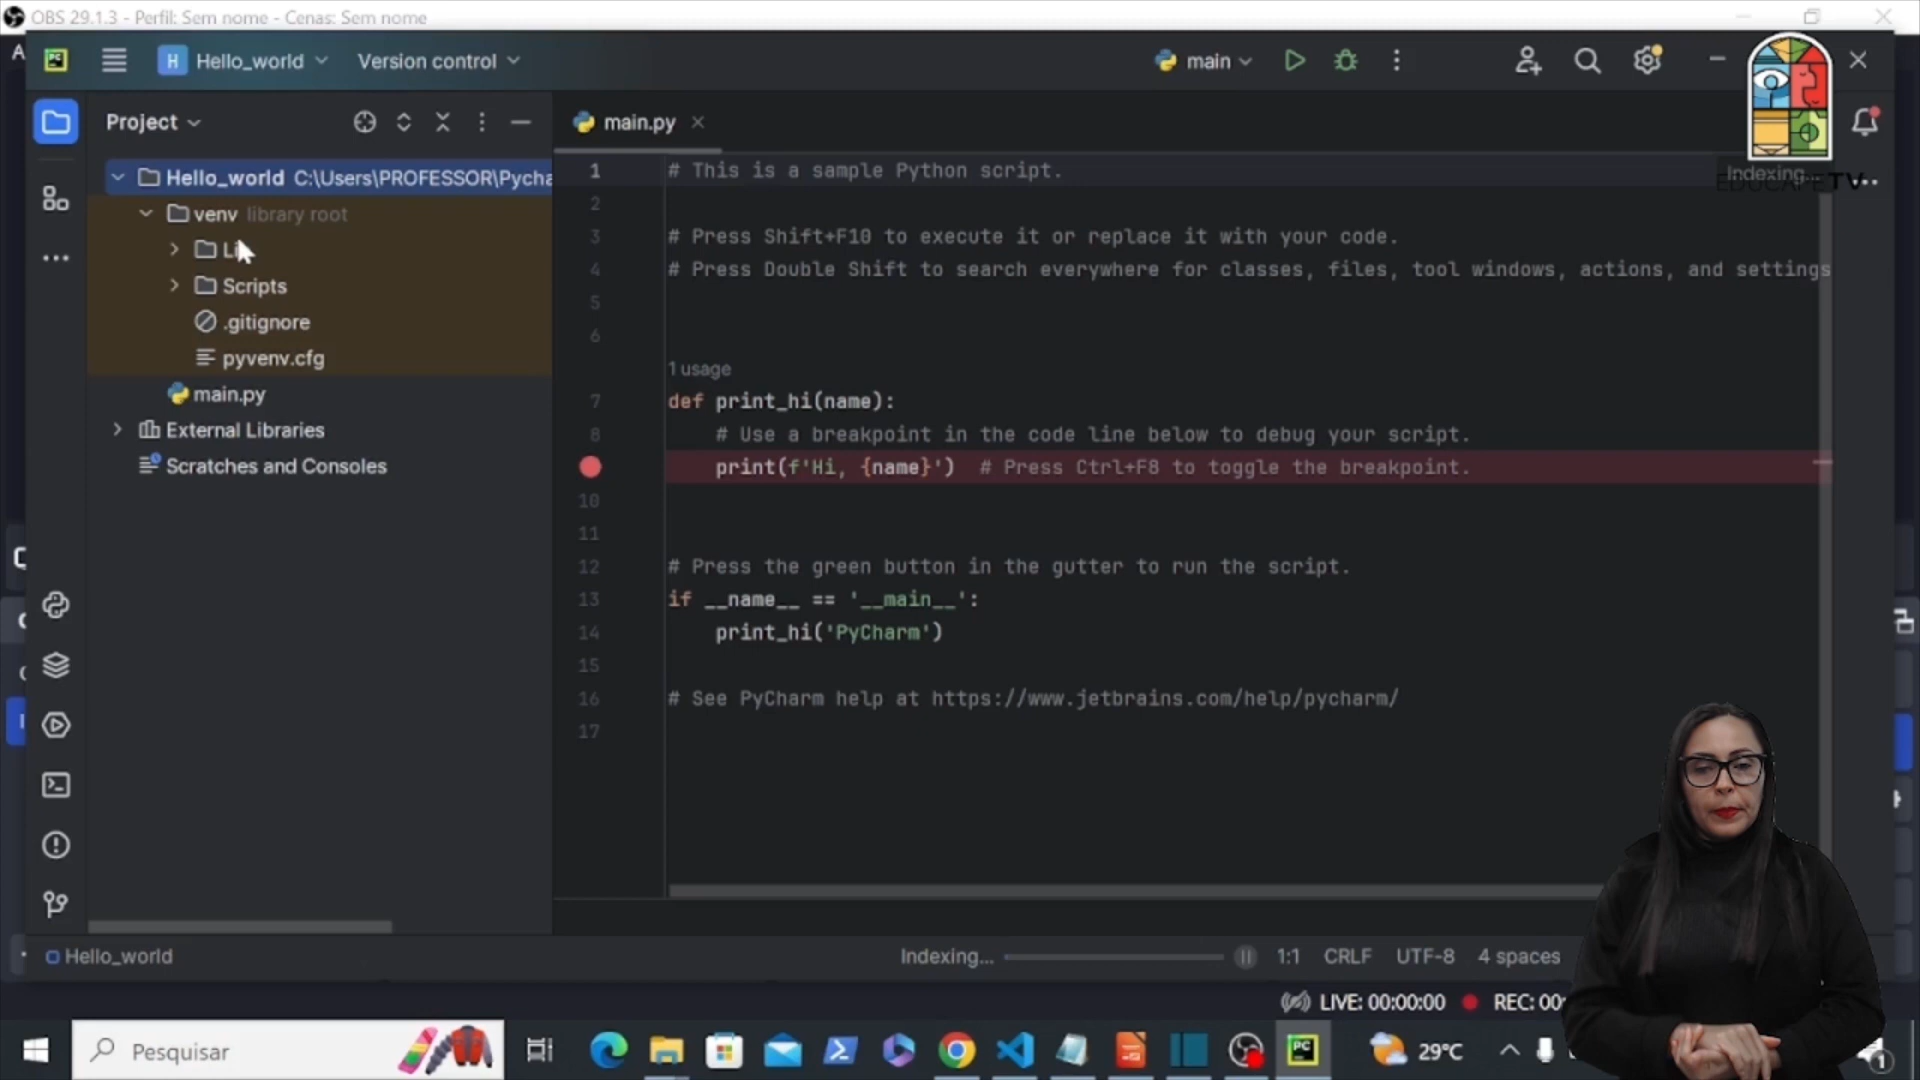 OBS 29.1.3 - Perfil: Sem nome - Cenas: Sem nome
PC
H Hello_world
Version control
main
Project
main.py
Hello_world C:\Users\PROFESSOR\Pycha
venv library root
Scripts
.gitignore
pyvenv.cfg
main.py
External Libraries
Scratches and Consoles
Indexing...
EDUCAPE TV
1 # This is a sample Python script.
2
3 # Press Shift+F10 to execute it or replace it with your code.
4 # Press Double Shift to search everywhere for classes, files, tool windows, actions, and settings
5
6
1 usage
7 def print_hi(name):
8 # Use a breakpoint in the code line below to debug your script.
print(f'Hi, {name}') # Press Ctrl+F8 to toggle the breakpoint.
10
11
12 # Press the green button in the gutter to run the script.
13 if __name__ == '__main__':
14 print_hi('PyCharm')
15
16 # See PyCharm help at https://www.jetbrains.com/help/pycharm/
17
Hello_world
Indexing...
1:1 CRLF UTF-8 4 spaces
LIVE: 00:00:00 REC: 00:
Pesquisar
PC
29°C
1